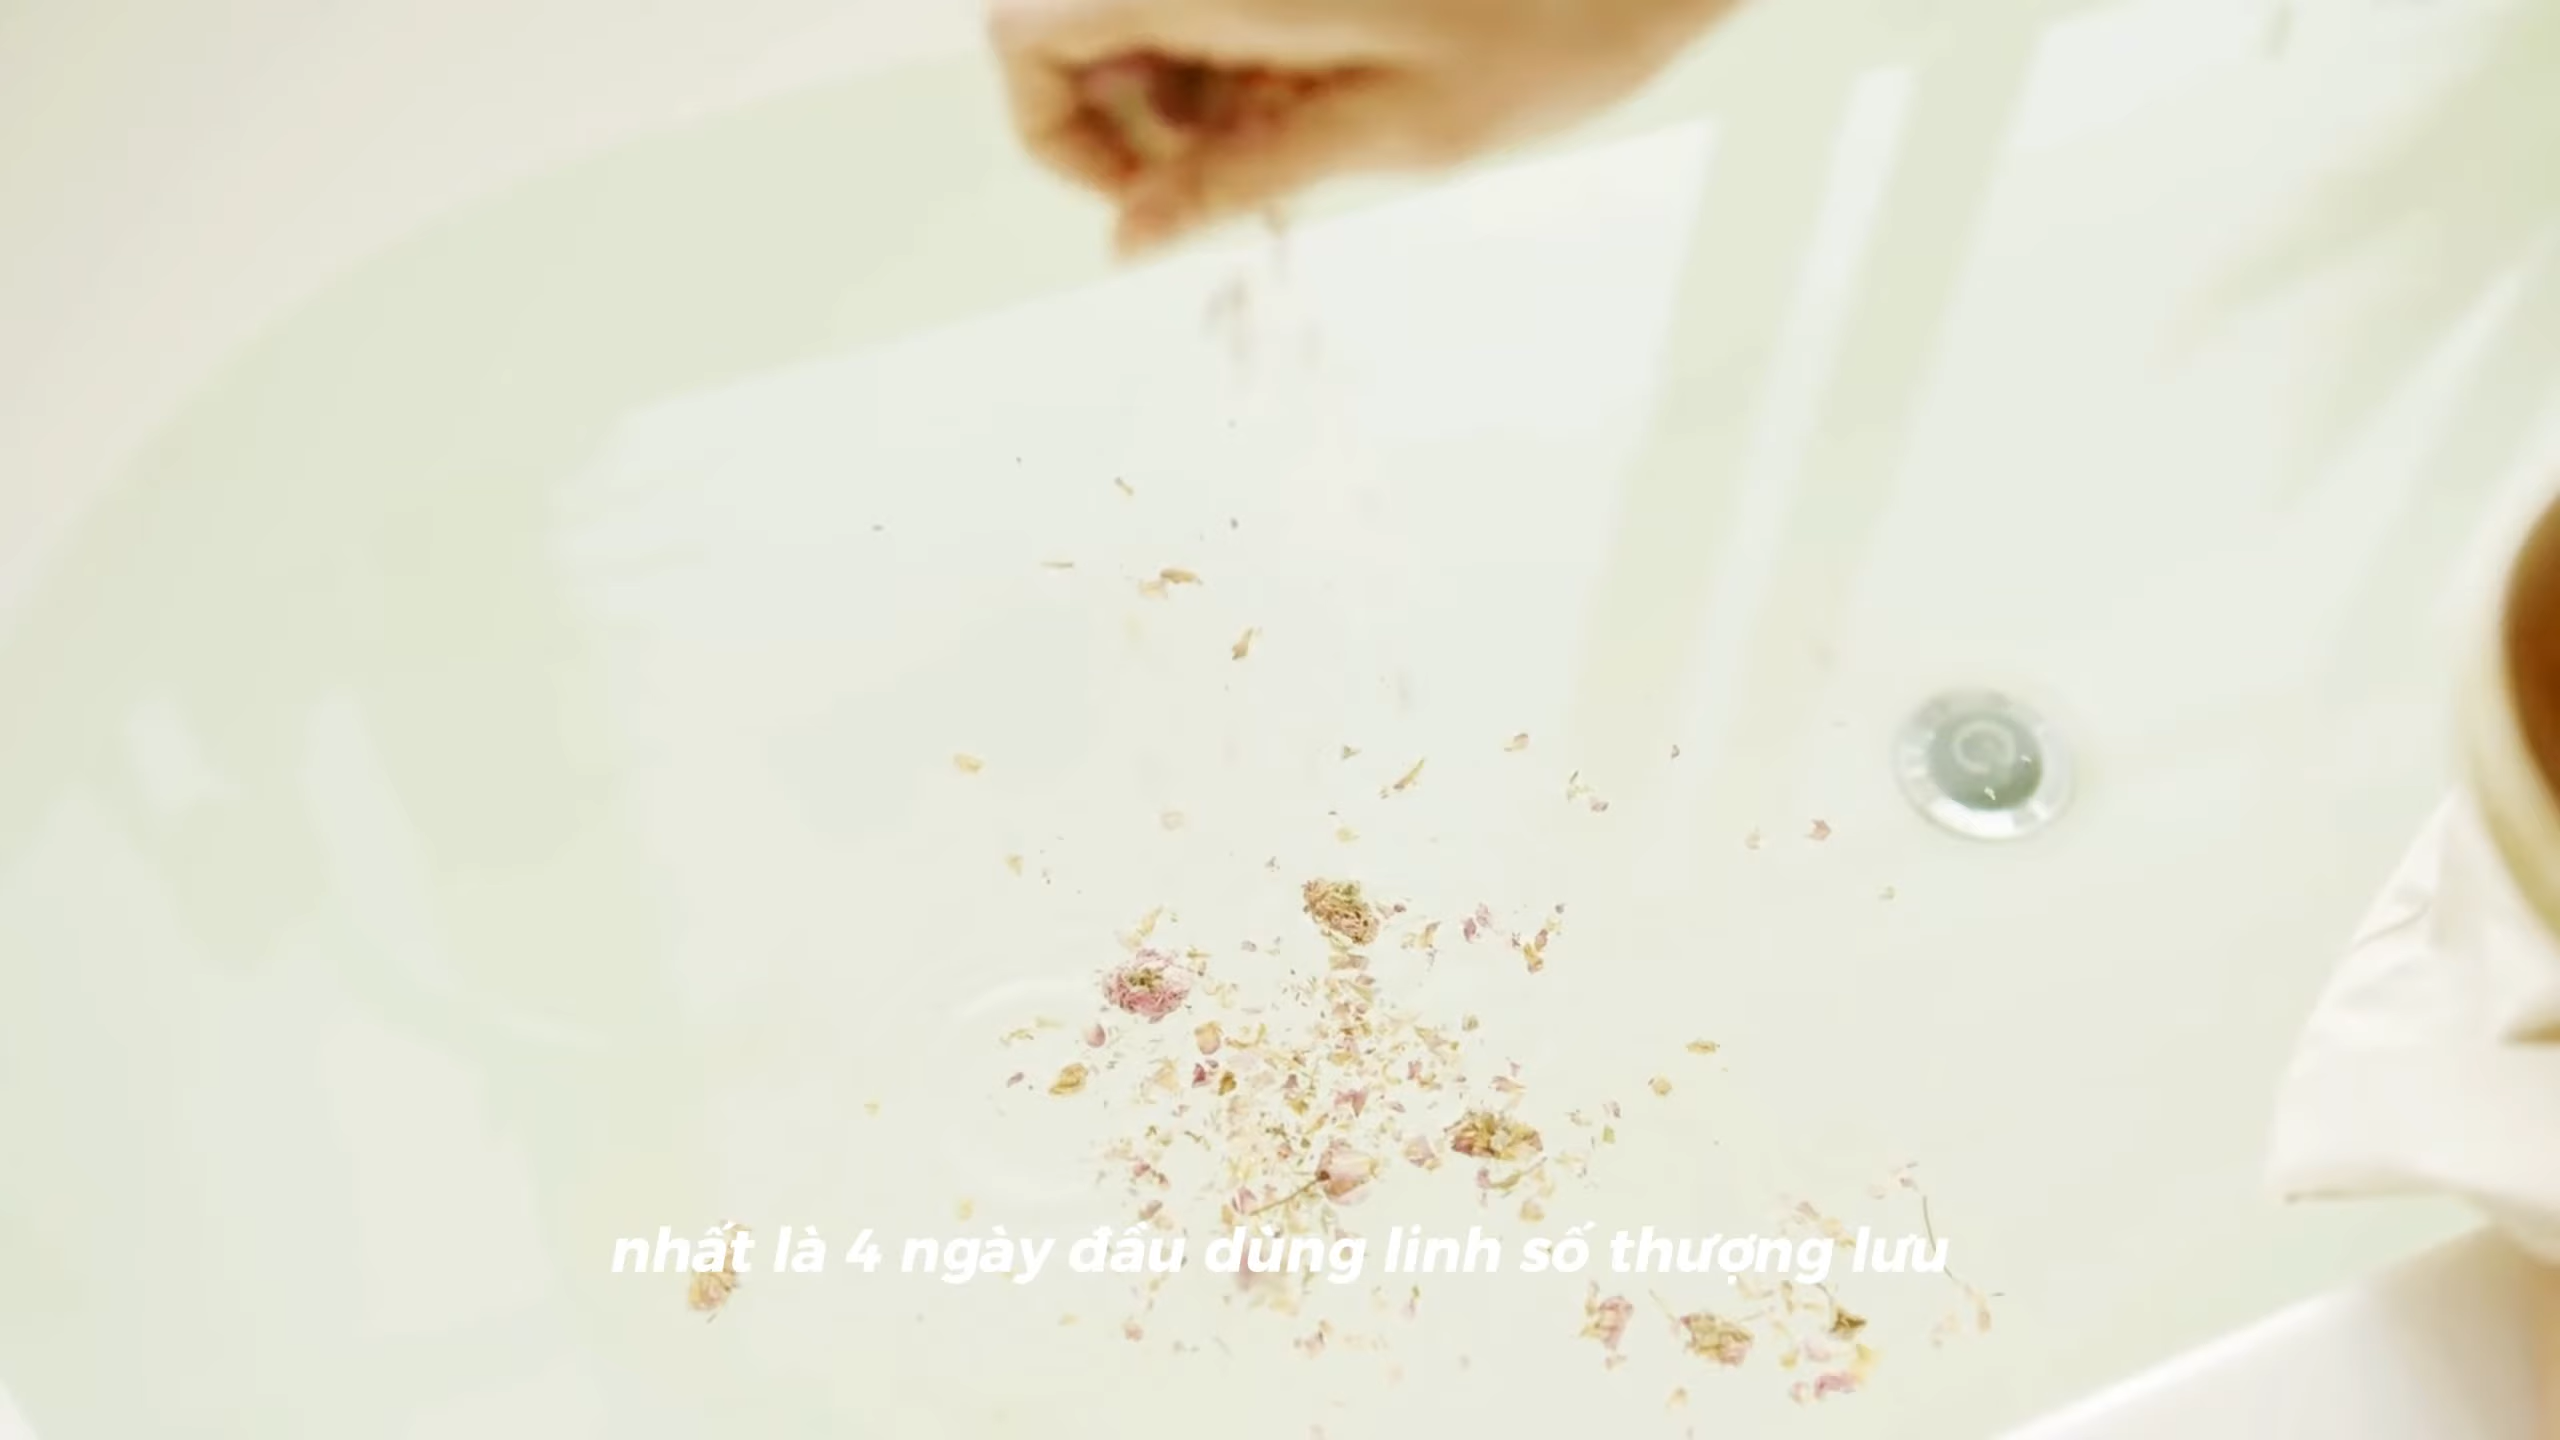 nhất là 4 ngày đầu dùng linh số thượng lưu